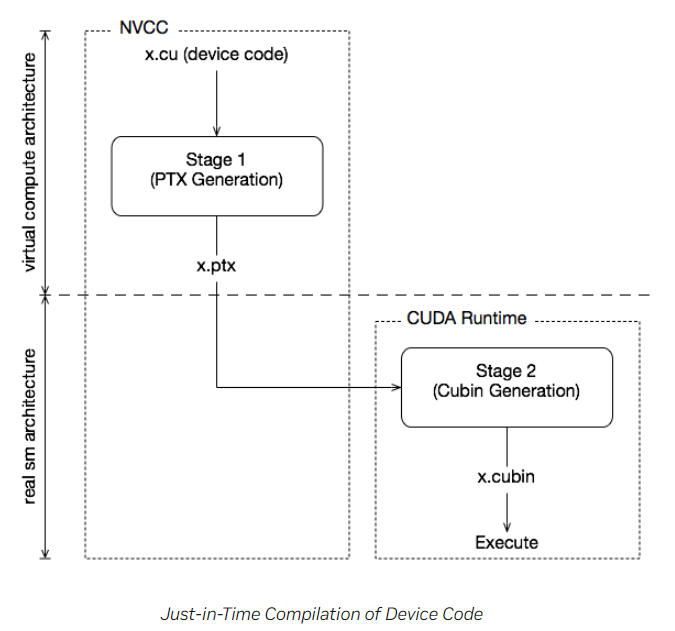 NVCC
x.cu (device code)
virtual compute architecture
Stage 1
(PTX Generation)
x.ptx
CUDA Runtime
real sm architecture
Stage 2
(Cubin Generation)
x.cubin
Execute
Just-in-Time Compilation of Device Code